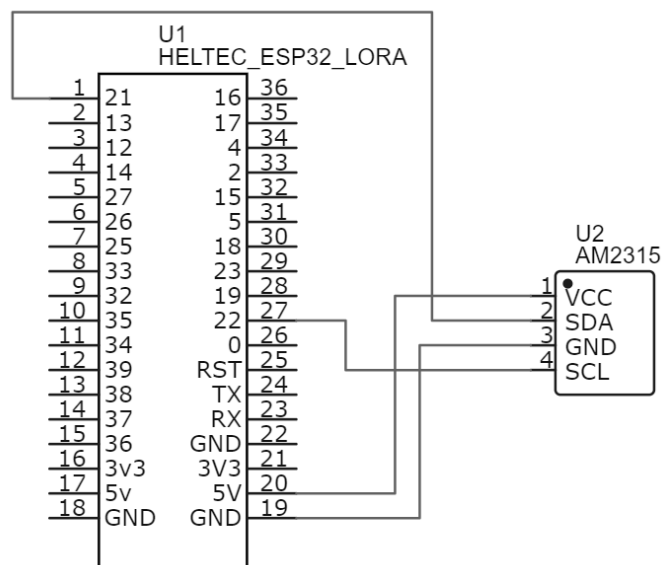 U1
HELTEC_ESP32_LORA
1 21 16 36
2 13 17 35
3 12 4 34
4 14 2 33
5 27 15 32
6 26 5 31
7 25 18 30
8 33 23 29
9 32 19 28
10 35 22 27
11 34 0 26
12 39 RST 25
13 38 TX 24
14 37 RX 23
15 36 GND 22
16 3v3 3V3 21
17 5v 5V 20
18 GND GND 19
U2
AM2315
1 VCC
2 SDA
3 GND
4 SCL